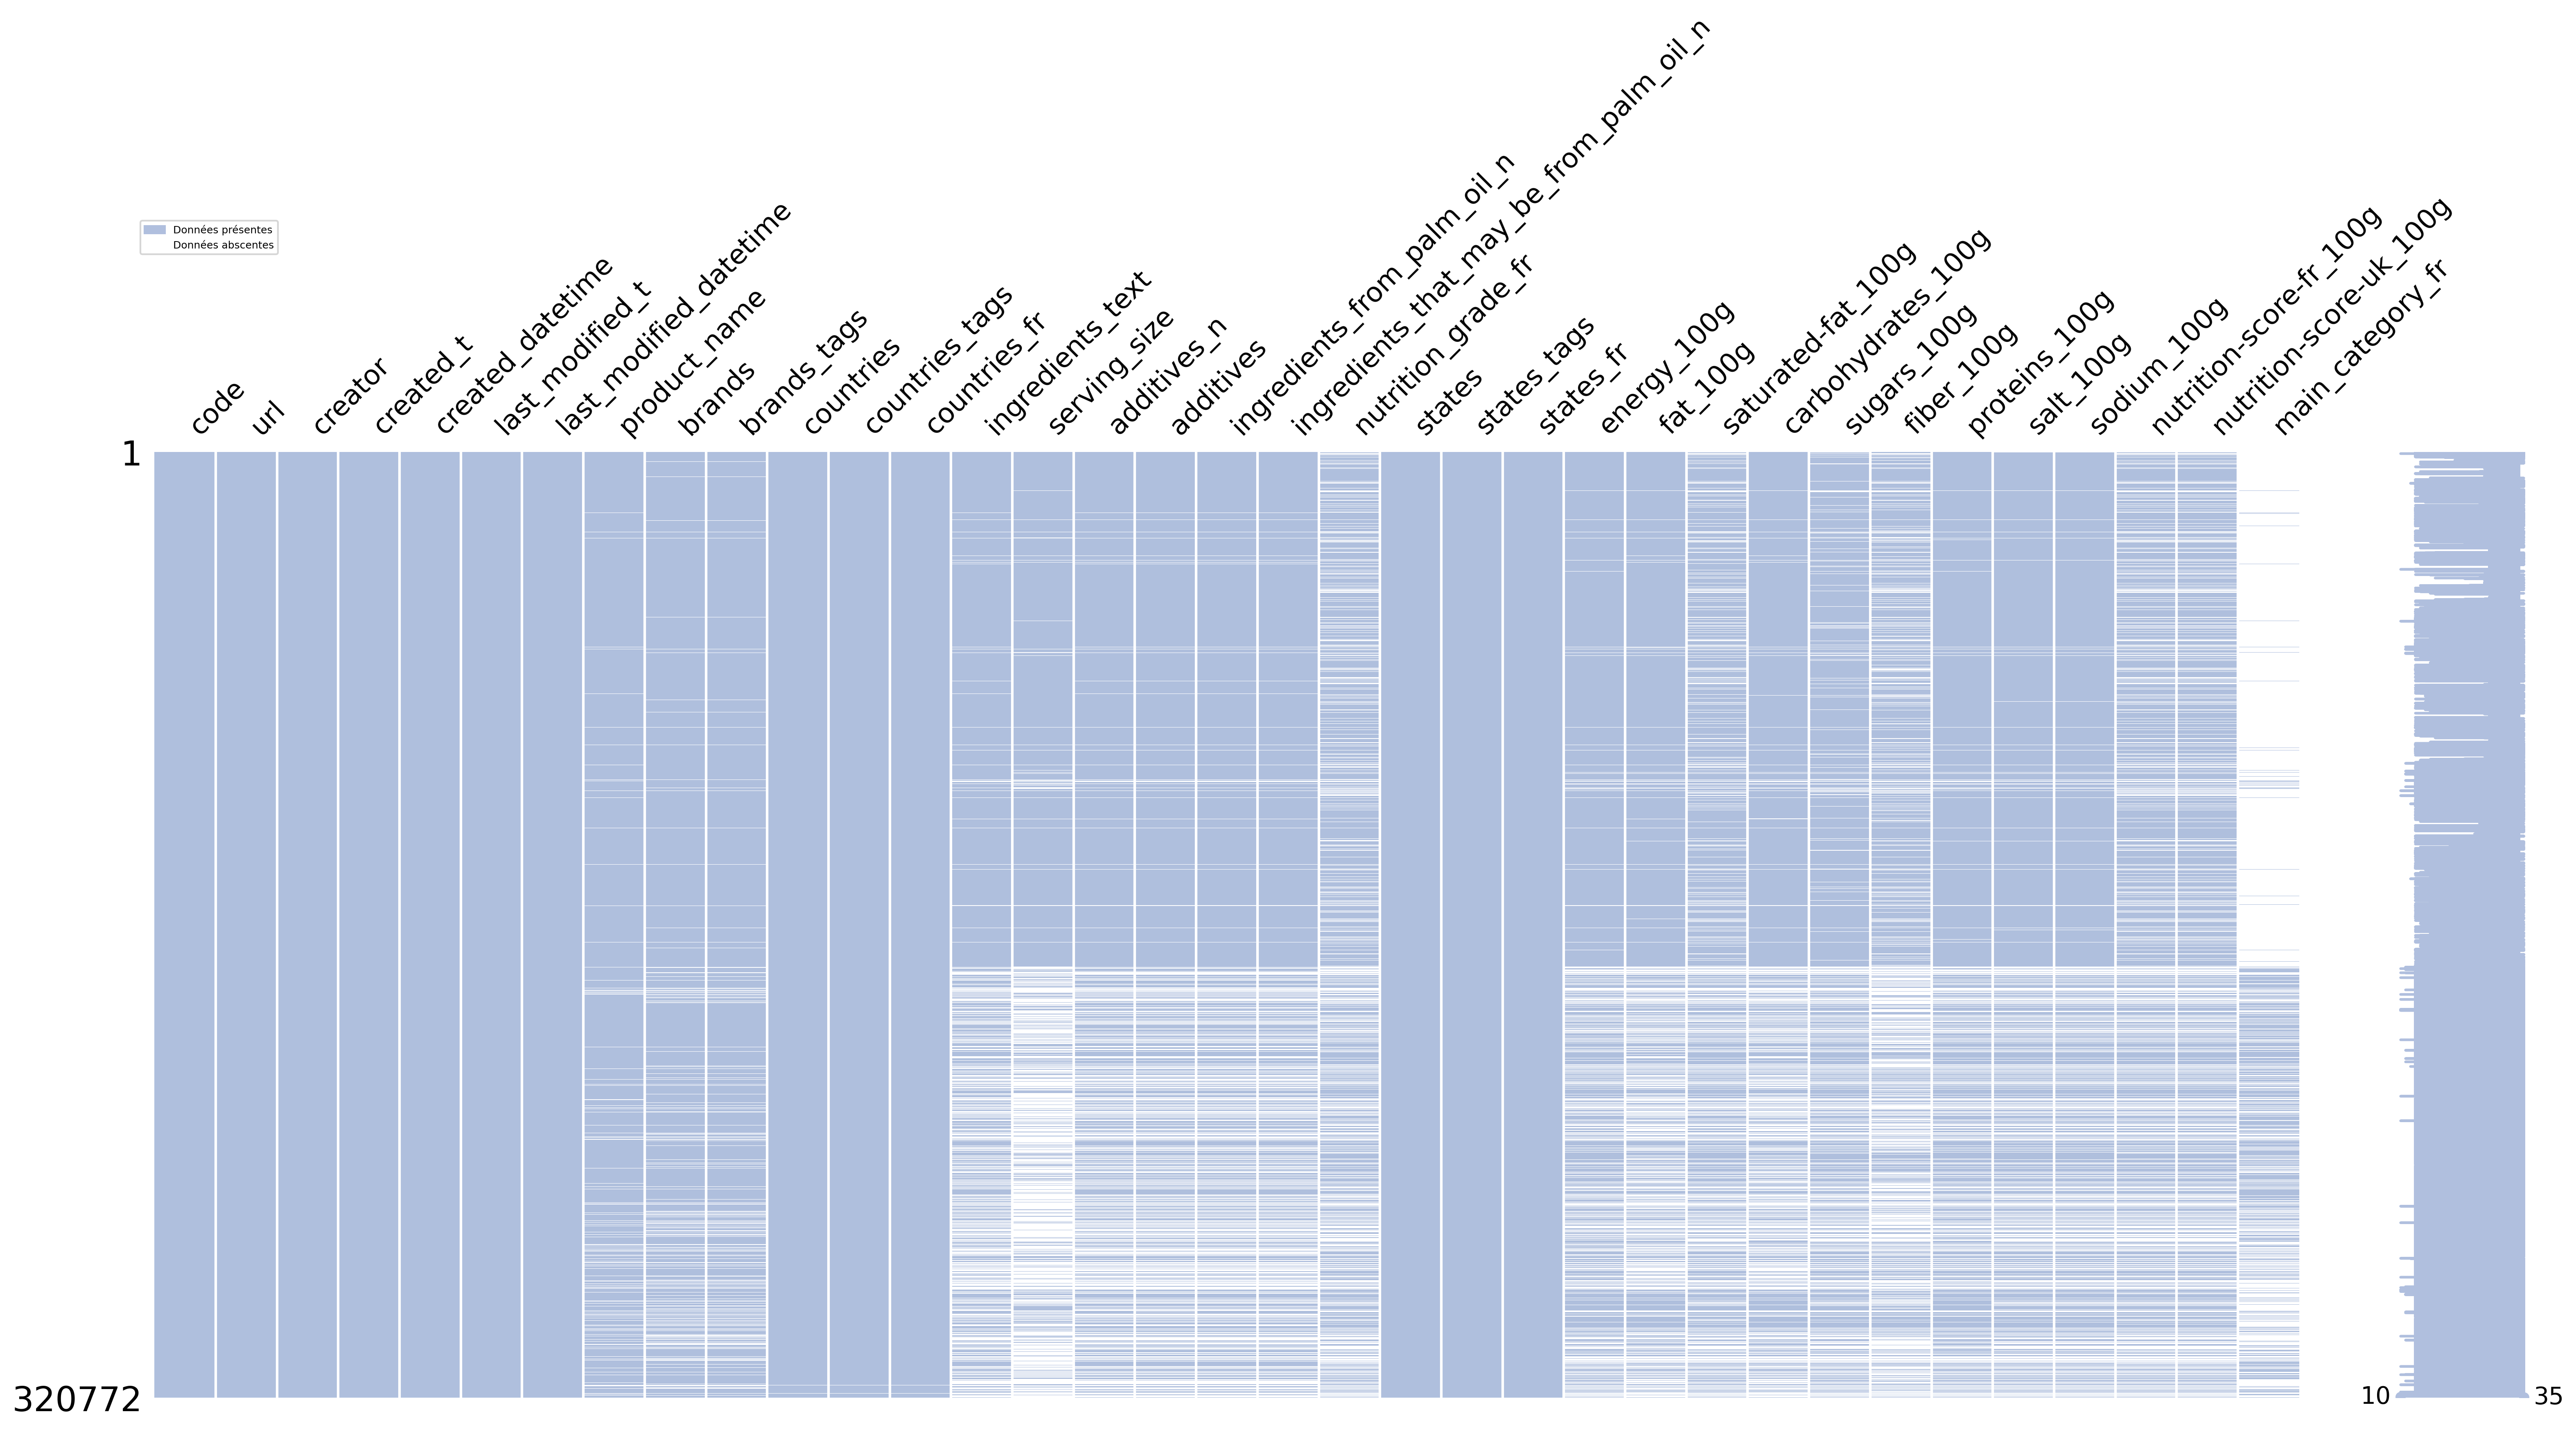 Données présentes
Données abscentes
code
url
creator
created_t
created_datetime
last_modified_t
last_modified_datetime
product_name
brands
brands_tags
countries
countries_tags
countries_fr
ingredients_text
serving_size
additives_n
additives
ingredients_from_palm_oil_n
ingredients_that_may_be_from_palm_oil_n
nutrition_grade_fr
states
states_tags
states_fr
energy_100g
fat_100g
saturated-fat_100g
carbohydrates_100g
sugars_100g
fiber_100g
proteins_100g
salt_100g
sodium_100g
nutrition-score-fr_100g
nutrition-score-uk_100g
main_category_fr
1
320772
10
35